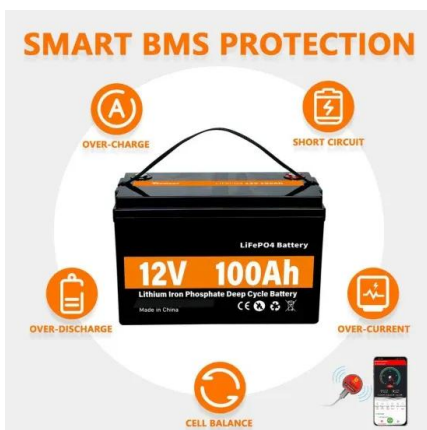 SMART BMS PROTECTION
OVER-CHARGE
SHORT CIRCUIT
LiFePO4 Battery
12V 100Ah
Lithium Iron Phosphate Deep Cycle Battery
Made in China
CE
OVER-DISCHARGE
OVER-CURRENT
CELL BALANCE